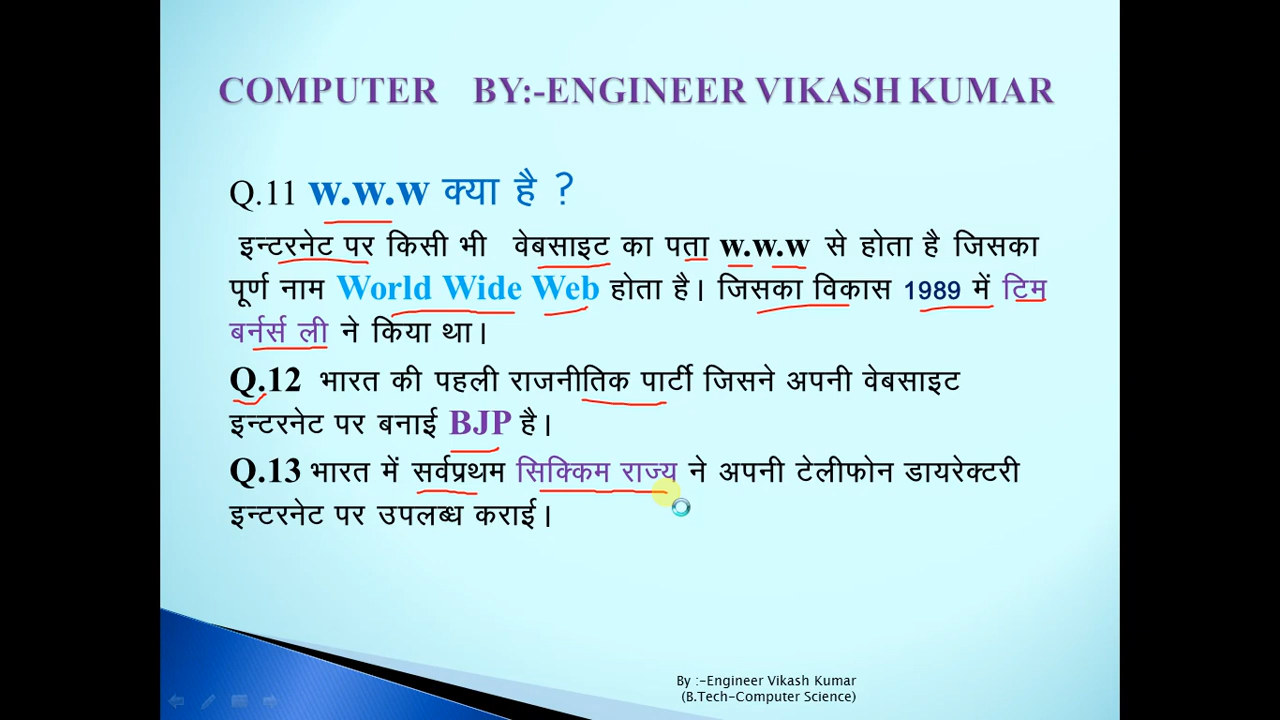 COMPUTER BY:-ENGINEER VIKASH KUMAR
Q.11 w.w.w क्या है ?
इन्टरनेट पर किसी भी वेबसाइट का पता w.w.w से होता है जिसका
पूर्ण नाम World Wide Web होता है। जिसका विकास 1989 में टिम
बर्नर्स ली ने किया था।
Q.12 भारत की पहली राजनीतिक पार्टी जिसने अपनी वेबसाइट
इन्टरनेट पर बनाई BJP है।
Q.13 भारत में सर्वप्रथम सिक्किम राज्य ने अपनी टेलीफोन डायरेक्टरी
इन्टरनेट पर उपलब्ध कराई।
By :-Engineer Vikash Kumar
(B.Tech-Computer Science)